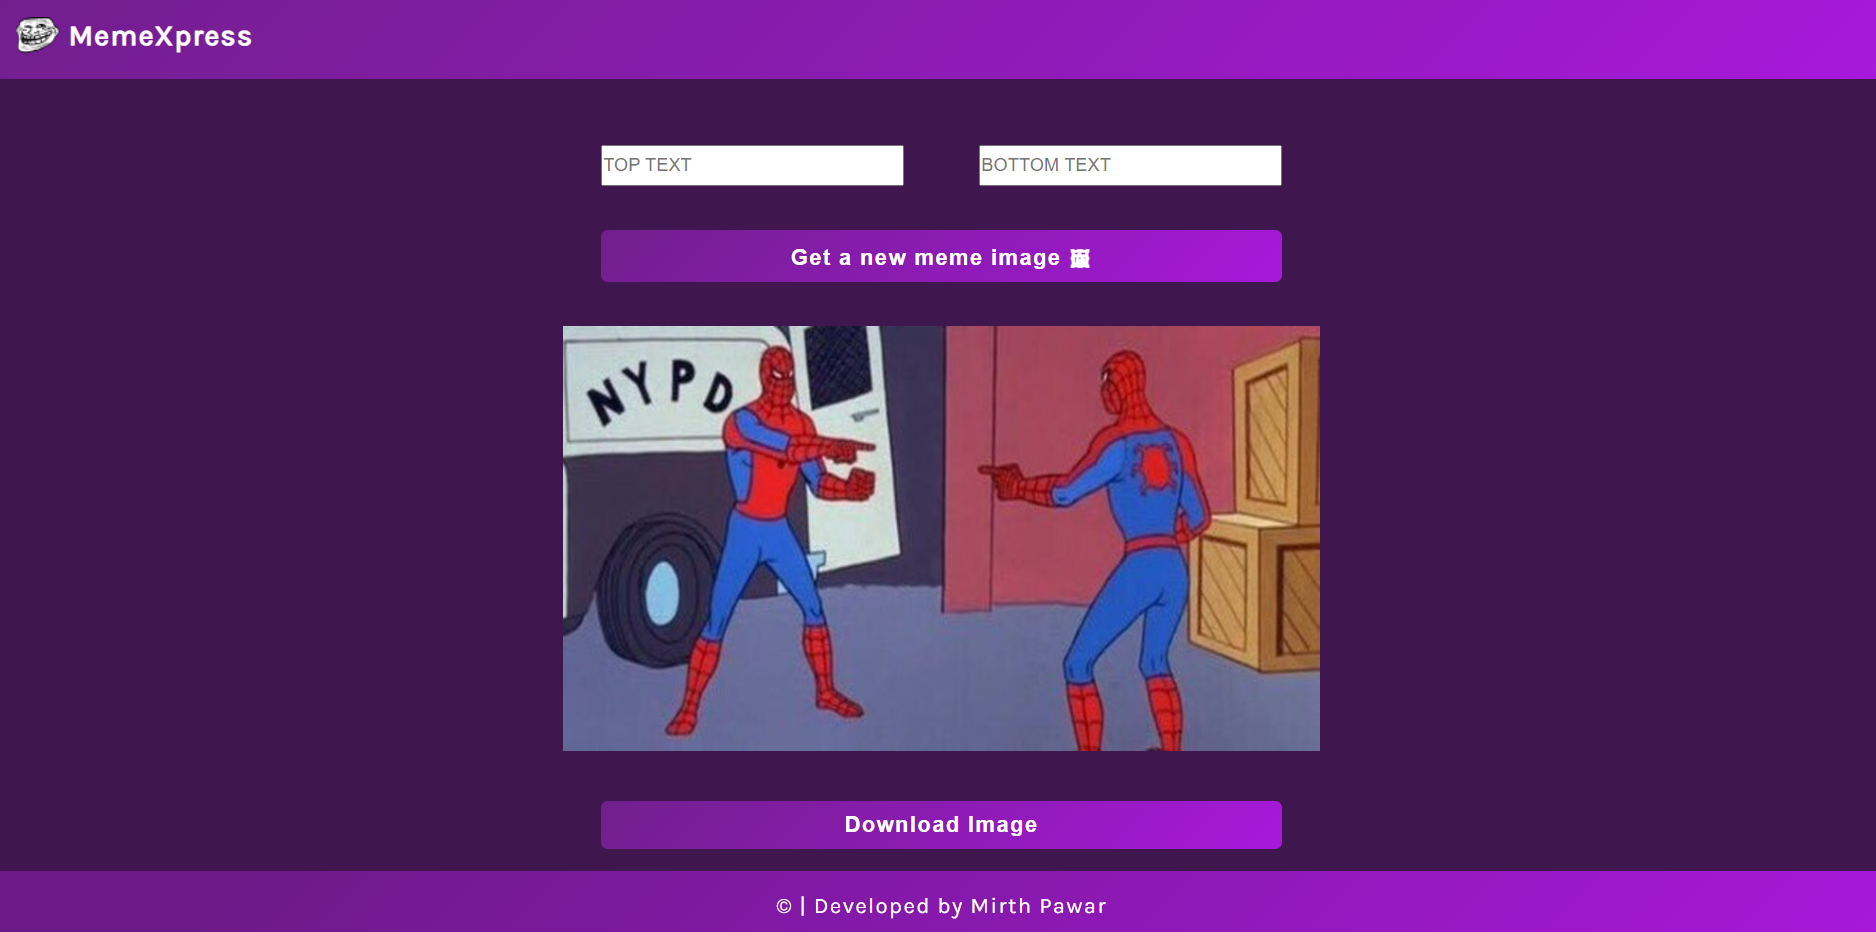 MemeXpress
TOP TEXT
BOTTOM TEXT
Get a new meme image 🖼
NYPD
Download Image
© | Developed by Mirth Pawar